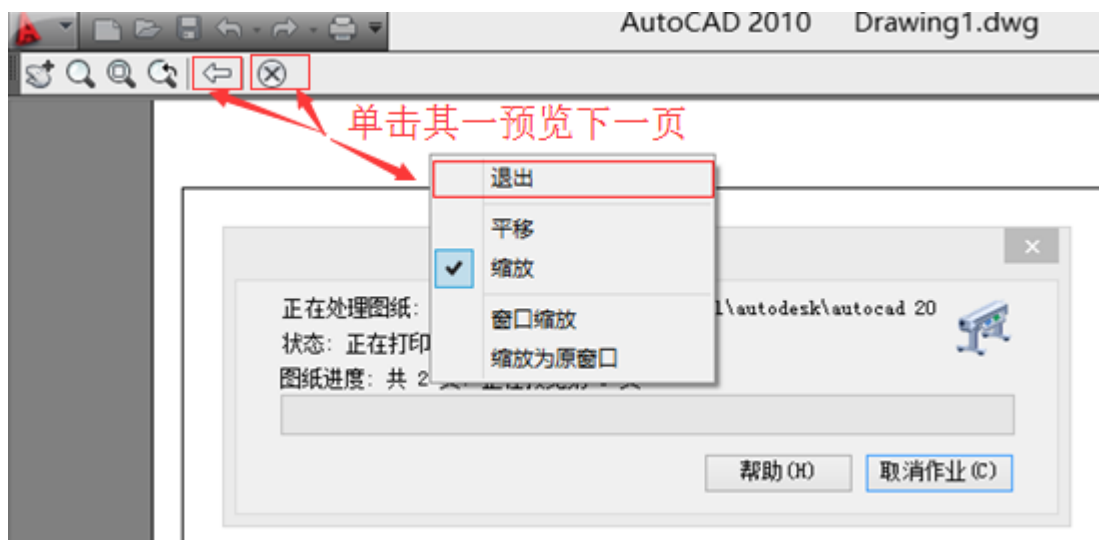 AutoCAD 2010 Drawing1.dwg
单击其一预览下一页
退出
平移
缩放
窗口缩放
缩放为原窗口
正在处理图纸: l\autodesk\autocad 20
状态: 正在打印
图纸进度: 共 2
帮助(H) 取消作业(C)